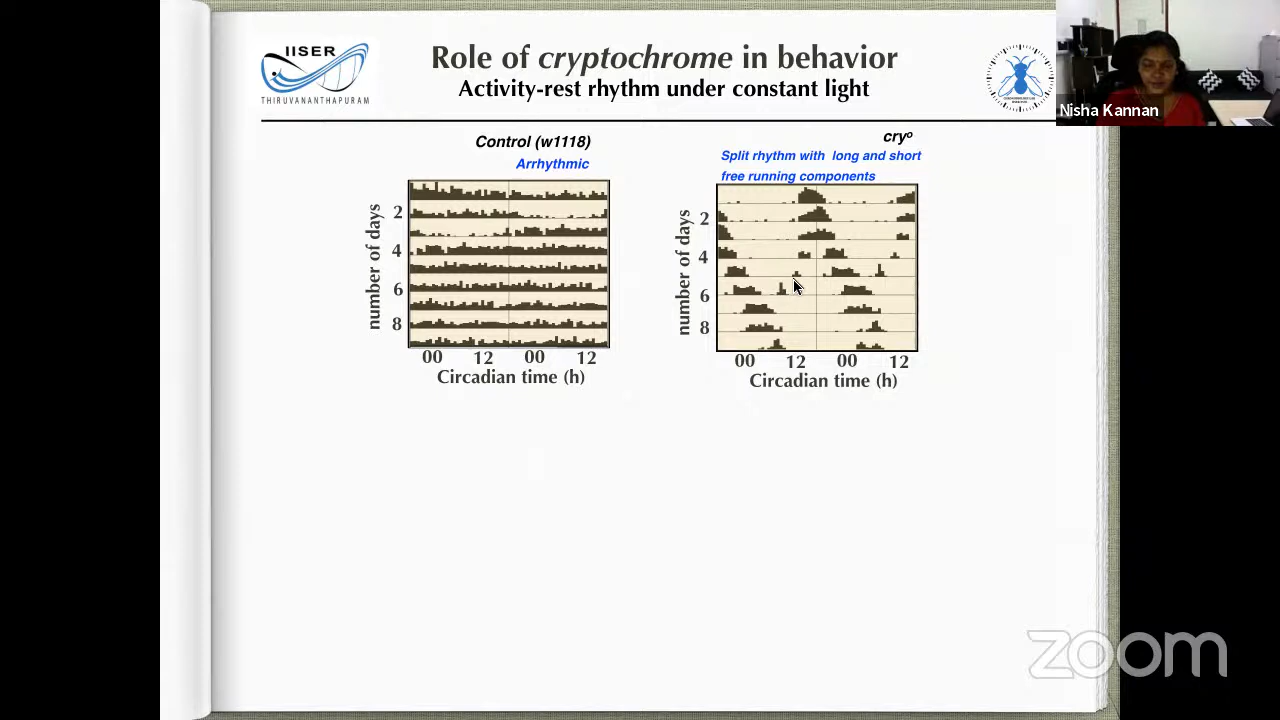 IISER
THIRUVANANTHAPURAM
Role of cryptochrome in behavior
Activity-rest rhythm under constant light
Nisha Kannan
Control (w1118)
Arrhythmic
cryº
Split rhythm with long and short
free running components
number of days
2
4
6
8
00 12 00 12
Circadian time (h)
number of days
2
4
6
8
00 12 00 12
Circadian time (h)
zoom